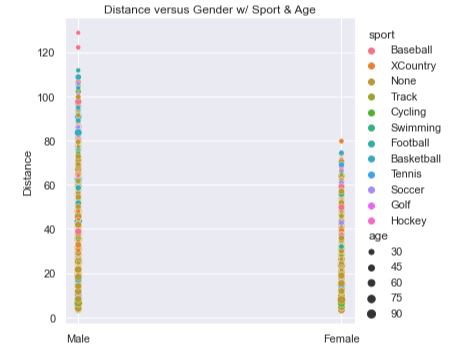 Distance versus Gender w/ Sport & Age
Distance
120
100
80
60
40
20
0
Male
Female
sport
Baseball
XCountry
None
Track
Cycling
Swimming
Football
Basketball
Tennis
Soccer
Golf
Hockey
age
30
45
60
75
90